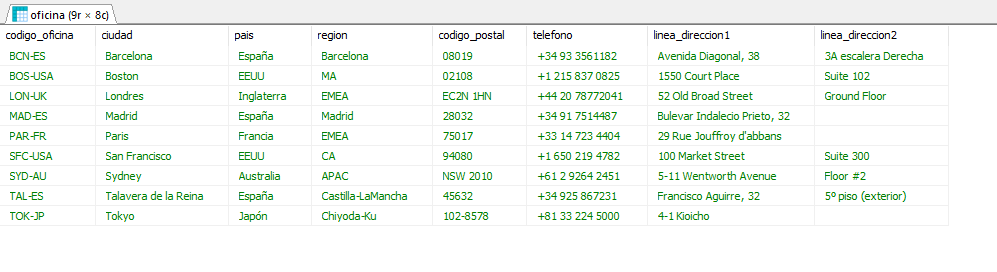 oficina (9r × 8c)
codigo_oficina ciudad pais region codigo_postal telefono linea_direccion1 linea_direccion2
BCN-ES Barcelona España Barcelona 08019 +34 93 3561182 Avenida Diagonal, 38 3A escalera Derecha
BOS-USA Boston EEUU MA 02108 +1 215 837 0825 1550 Court Place Suite 102
LON-UK Londres Inglaterra EMEA EC2N 1HN +44 20 78772041 52 Old Broad Street Ground Floor
MAD-ES Madrid España Madrid 28032 +34 91 7514487 Bulevar Indalecio Prieto, 32
PAR-FR Paris Francia EMEA 75017 +33 14 723 4404 29 Rue Jouffroy d'abbans
SFC-USA San Francisco EEUU CA 94080 +1 650 219 4782 100 Market Street Suite 300
SYD-AU Sydney Australia APAC NSW 2010 +61 2 9264 2451 5-11 Wentworth Avenue Floor #2
TAL-ES Talavera de la Reina España Castilla-LaMancha 45632 +34 925 867231 Francisco Aguirre, 32 5º piso (exterior)
TOK-JP Tokyo Japón Chiyoda-Ku 102-8578 +81 33 224 5000 4-1 Kioicho